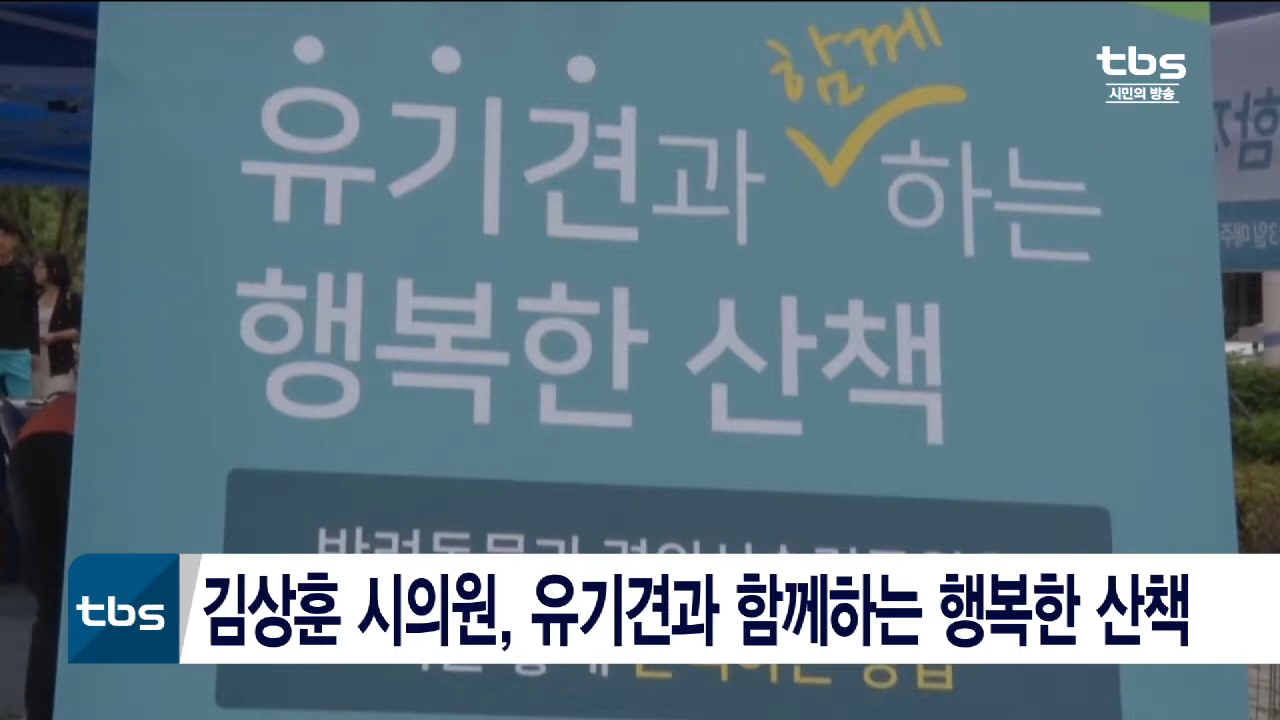 유기견과 함께 하는
행복한 산책
tbs
시민의 방송
tbs
김상훈 시의원, 유기견과 함께하는 행복한 산책